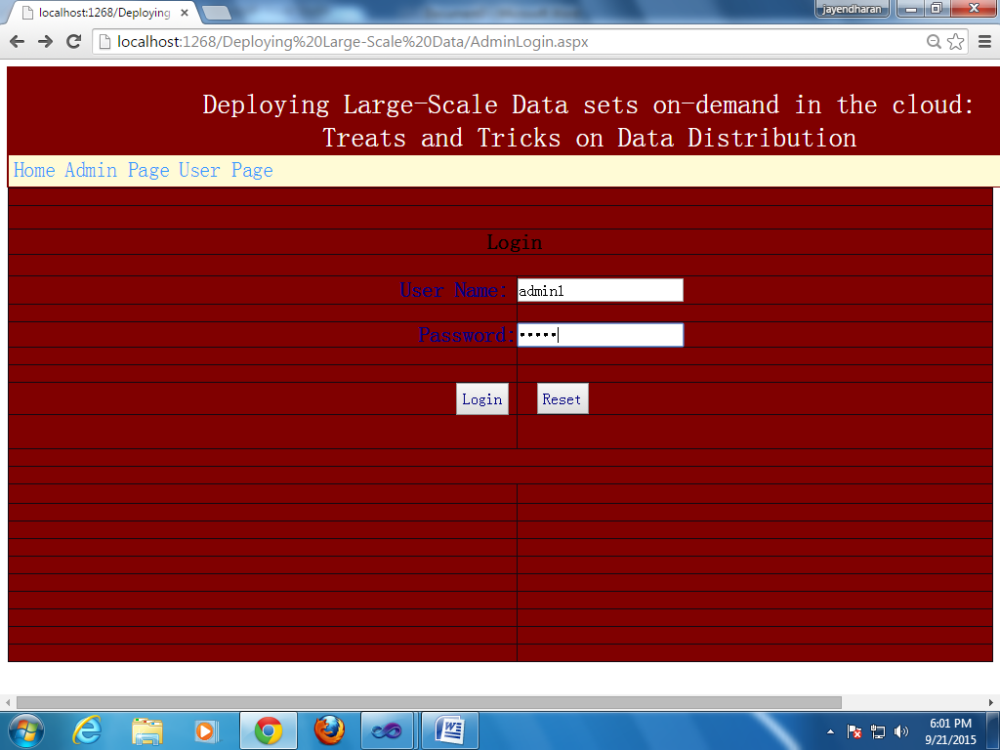 localhost:1268/Deploying
jayendharan
localhost:1268/Deploying%20Large-Scale%20Data/AdminLogin.aspx
Deploying Large-Scale Data sets on-demand in the cloud:
Treats and Tricks on Data Distribution
Home Admin Page User Page
Login
User Name: admin1
Password: •••••
Login Reset
6:01 PM
9/21/2015